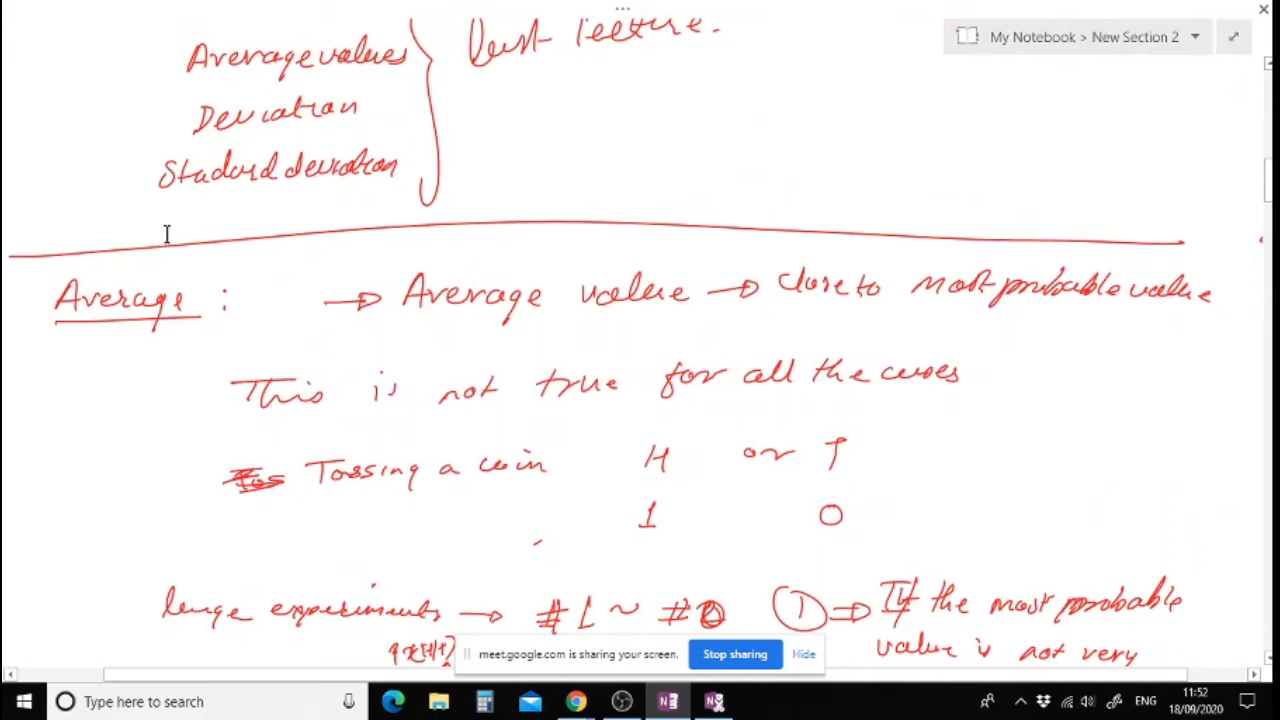 Average values
last lecture.
Deviation
Stadard deviation
My Notebook > New Section 2
Average : → Average value → close to most probable value
This is not true for all the cases
Tossing a coin H or T
1 0
large experiments → # 1 ~ # 0 ① ⇒ If the most probable
value is not very
meet.google.com is sharing your screen. Stop sharing Hide
Type here to search
ENG
11:52
18/09/2020